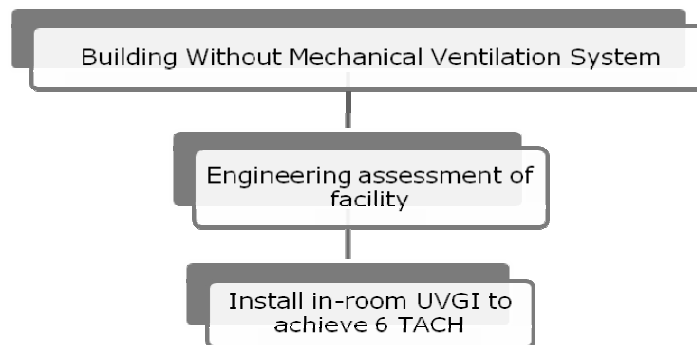 Building Without Mechanical Ventilation System
Engineering assessment of
facility
Install in-room UVGI to
achieve 6 TACH